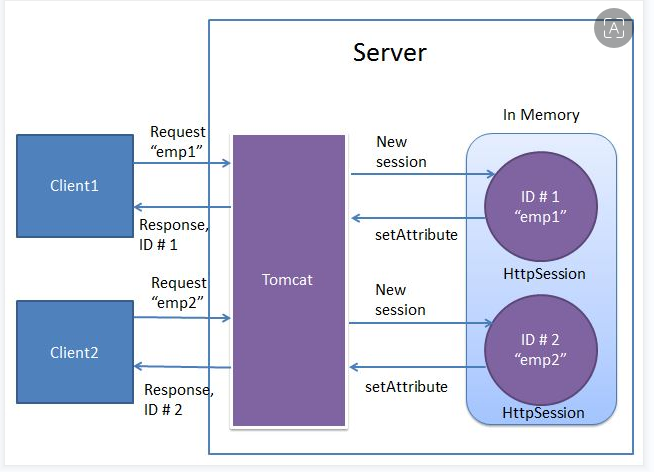 Server
In Memory
Request
“emp1”
New
session
Client1
ID # 1
“emp1”
Response,
ID # 1
setAttribute
HttpSession
Tomcat
Request
“emp2”
New
session
Client2
ID # 2
“emp2”
Response,
ID # 2
setAttribute
HttpSession
A